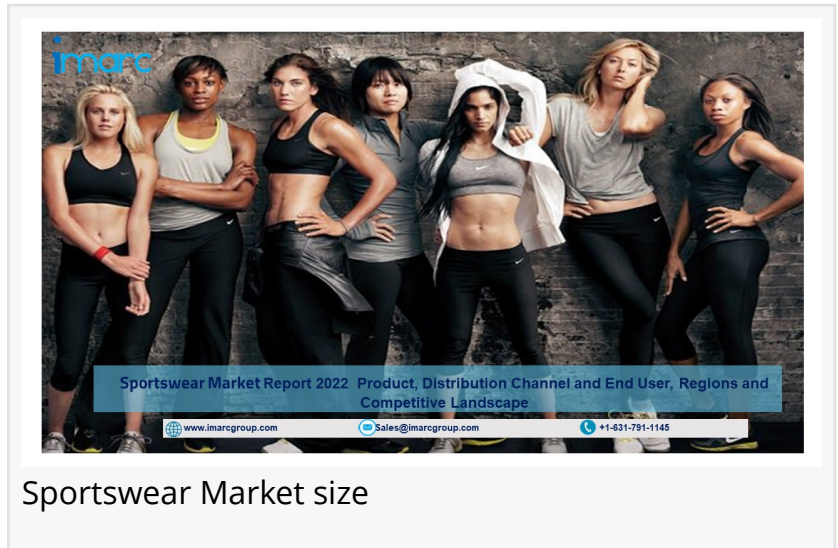 imarc
Sportswear Market Report 2022 Product, Distribution Channel and End User, Regions and
Competitive Landscape
www.imarcgroup.com Sales@imarcgroup.com +1-631-791-1145
Sportswear Market size